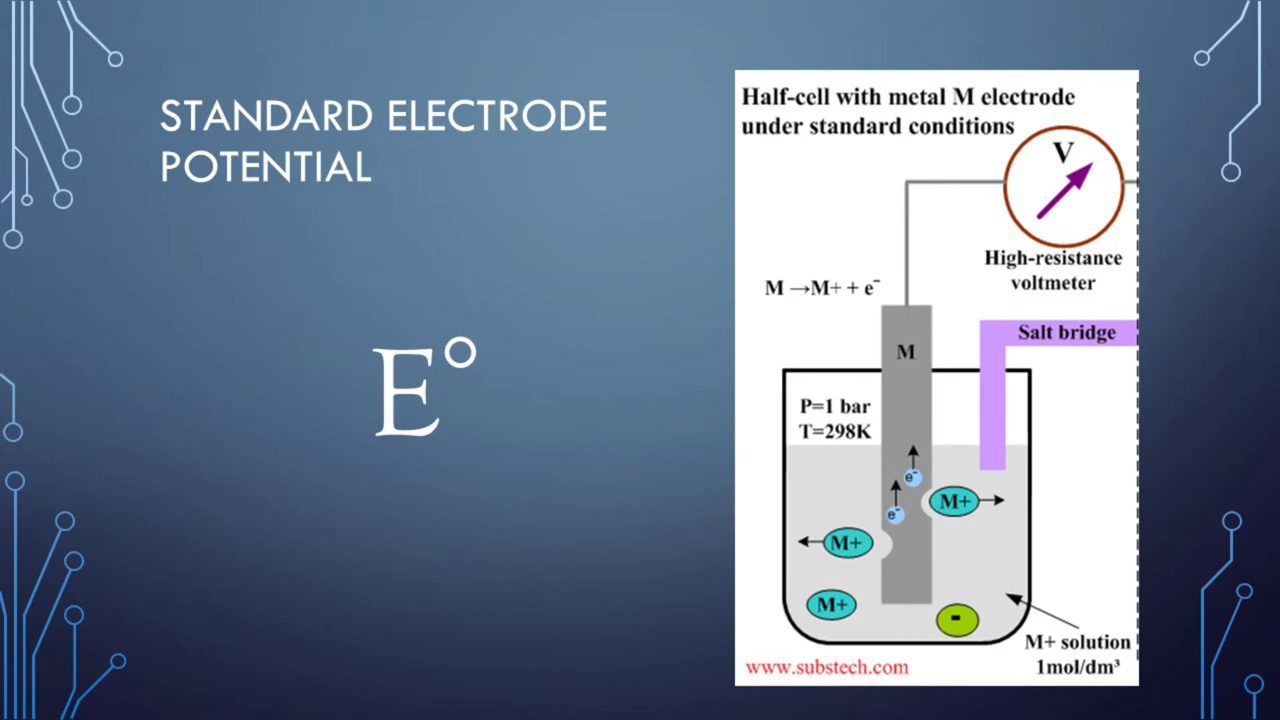 STANDARD ELECTRODE
POTENTIAL
E°
Half-cell with metal M electrode
under standard conditions
V
High-resistance
voltmeter
M →M+ + e⁻
Salt bridge
M
P=1 bar
T=298K
e⁻
M+
e⁻
M+
M+
-
M+ solution
1mol/dm³
www.substech.com